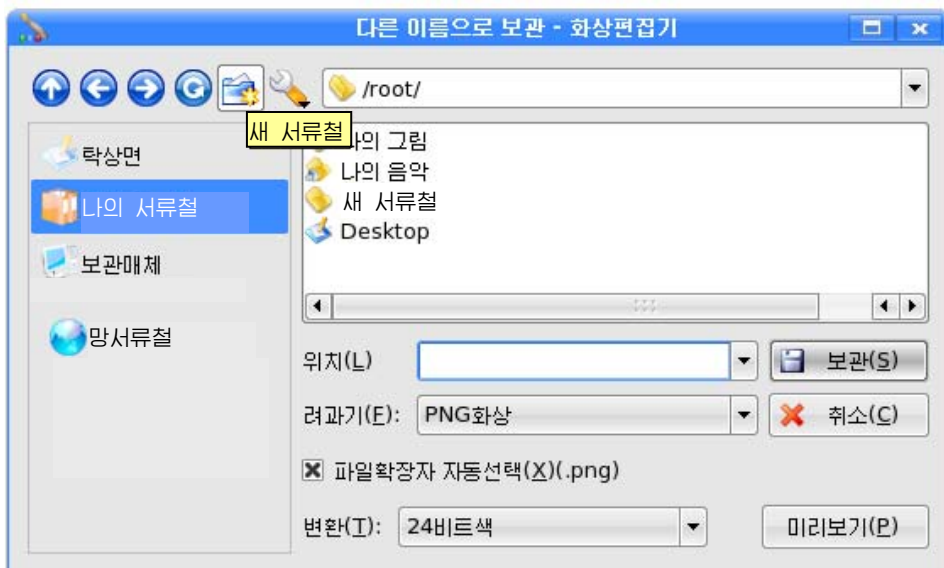 다른 이름으로 보관 - 화상편집기
/root/
새 서류철
나의 그림
나의 음악
새 서류철
Desktop
탁상면
나의 서류철
보관매체
망서류철
위치(L)
보관(S)
려과기(F): PNG화상
취소(C)
파일확장자 자동선택(X)(.png)
변환(T): 24비트색
미리보기(P)